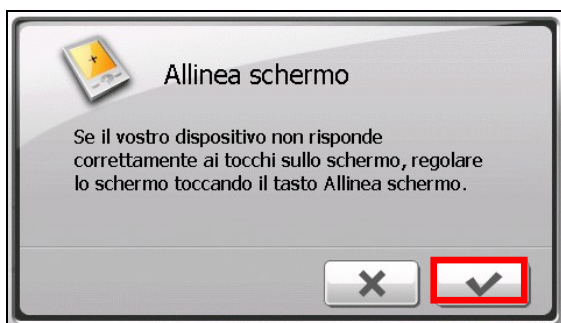 Allinea schermo
Se il vostro dispositivo non risponde
correttamente ai tocchi sullo schermo, regolare
lo schermo toccando il tasto Allinea schermo.